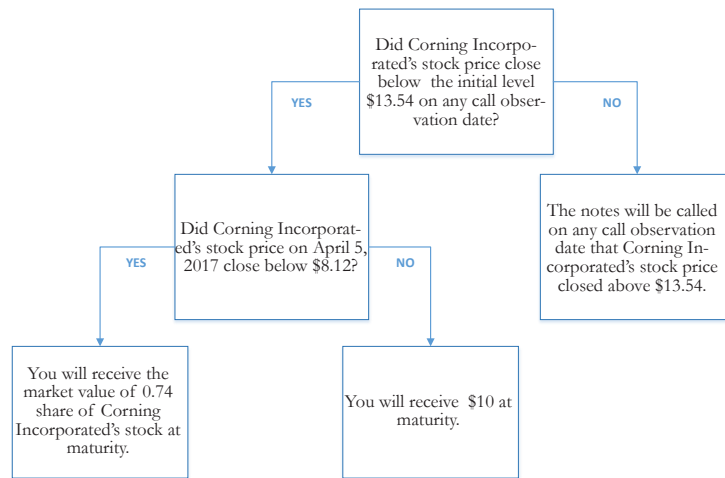 Did Corning Incorpo-
rated's stock price close
below the initial level
$13.54 on any call obser-
vation date?
YES
NO
Did Corning Incorporat-
ed's stock price on April 5,
2017 close below $8.12?
The notes will be called
on any call observation
date that Corning In-
corporated's stock price
closed above $13.54.
YES
NO
You will receive the
market value of 0.74
share of Corning
Incorporated's stock at
maturity.
You will receive $10 at
maturity.